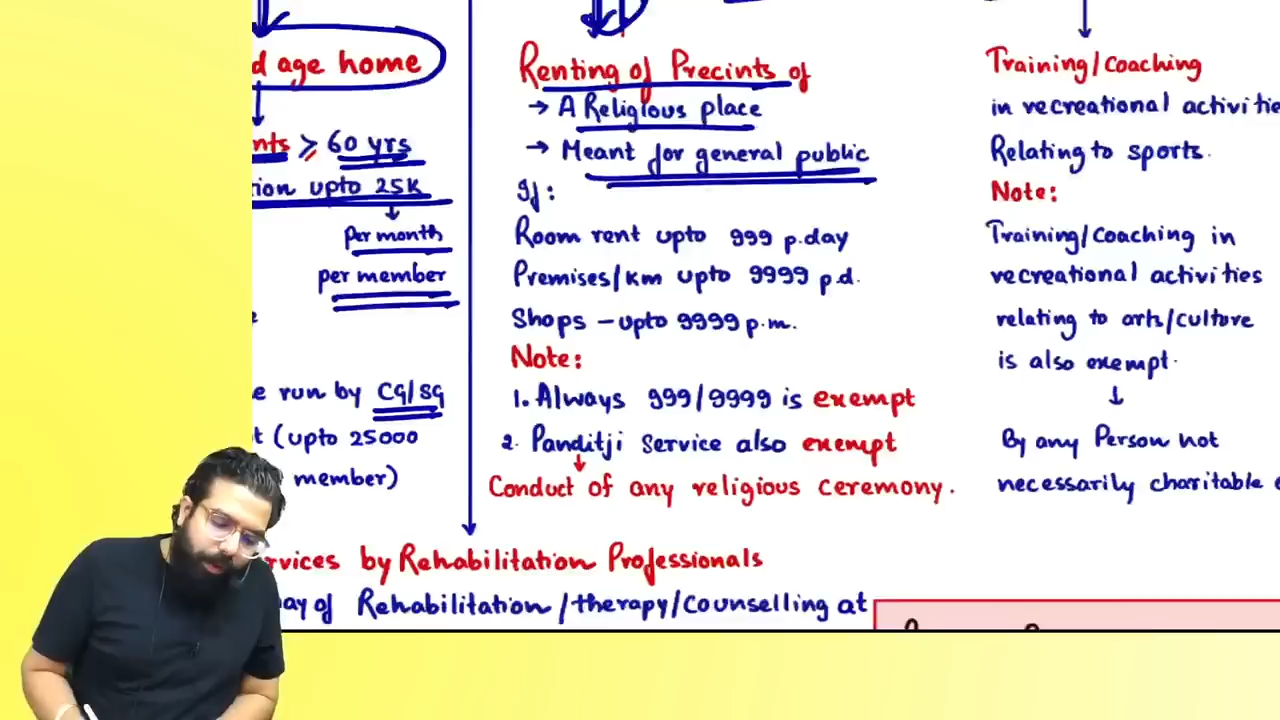 d age home
nts ≥ 60 yrs
tion upto 25K
Per month
per member
e
e run by CG/SG
t (upto 25000
member)
Renting of Precints of
→ A Religious place
→ Meant for general public
If:
Room rent upto 999 p.day
Premises/km upto 9999 p.d.
Shops – upto 9999 p.m.
Note:
1. Always 999/9999 is exempt
2. Panditji service also exempt
Conduct of any religious ceremony.
Training/Coaching
in recreational activitie
Relating to sports.
Note:
Training/Coaching in
recreational activities
relating to arts/culture
is also exempt.
By any Person not
necessarily charitable e
rvices by Rehabilitation Professionals
ay of Rehabilitation/therapy/Counselling at